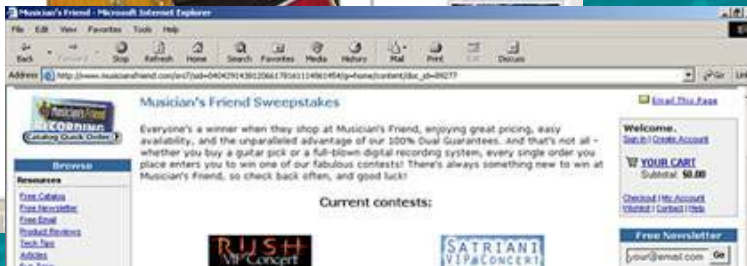 Musician's Friend - Microsoft Internet Explorer
File Edit View Favorites Tools Help
Back Forward Stop Refresh Home Search Favorites Media History Mail Print Edit Discuss
Address
Go
Musician's Friend
RECORDING
Catalog Quick Order
Browse
Resources
Free Catalog
Free Newsletter
Free Email
Product Reviews
Tech Tips
Articles
Musician's Friend Sweepstakes
Everyone's a winner when they shop at Musician's Friend, enjoying great pricing, easy
availability, and the unparalleled advantage of our 100% Dual Guarantees. And that's not all -
whether you buy a guitar pick or a full-blown digital recording system, every single order you
place enters you to win one of our fabulous contests! There's always something new to win at
Musician's Friend, so check back often, and good luck!
Current contests:
RUSH
VIP Concert
SATRIANI
VIP CONCERT
Email This Page
Welcome.
Sign in | Create Account
YOUR CART
Subtotal: $0.00
Checkout | My Account
Wishlist | Contact | Help
Free Newsletter
your@email.com Go